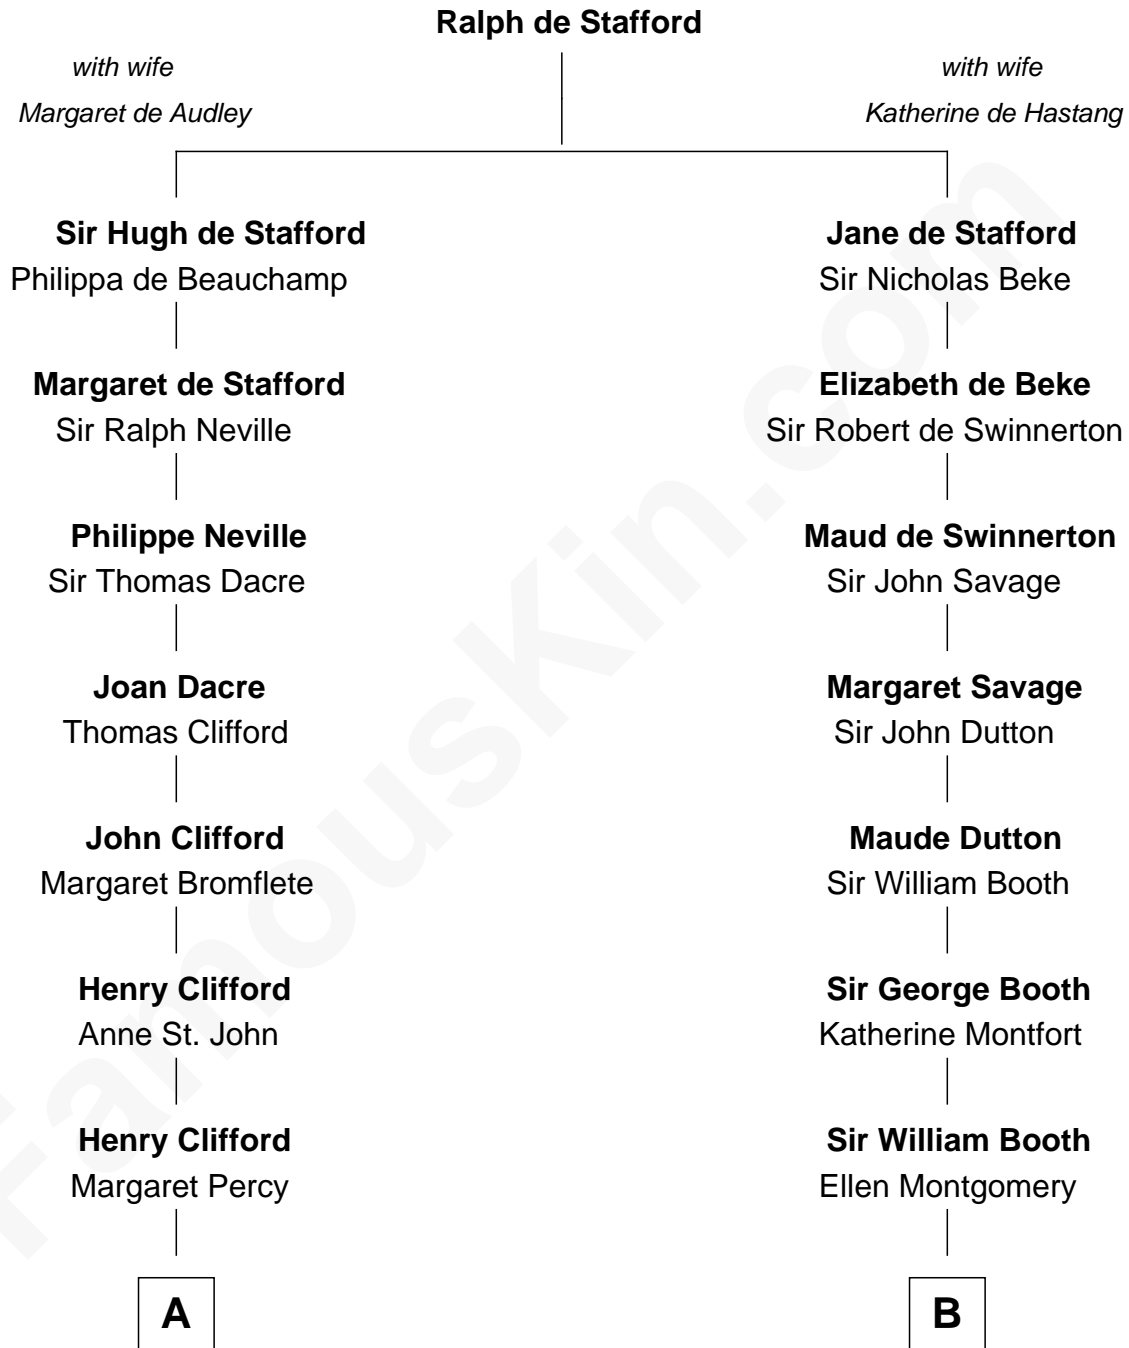 Ralph de Stafford
with wife
Margaret de Audley
with wife
Katherine de Hastang
Sir Hugh de Stafford
Philippa de Beauchamp
Jane de Stafford
Sir Nicholas Beke
Margaret de Stafford
Sir Ralph Neville
Elizabeth de Beke
Sir Robert de Swinnerton
Philippe Neville
Sir Thomas Dacre
Maud de Swinnerton
Sir John Savage
Joan Dacre
Thomas Clifford
Margaret Savage
Sir John Dutton
John Clifford
Margaret Bromflete
Maude Dutton
Sir William Booth
Henry Clifford
Anne St. John
Sir George Booth
Katherine Montfort
Henry Clifford
Margaret Percy
Sir William Booth
Ellen Montgomery
A
B
FamousKin.com